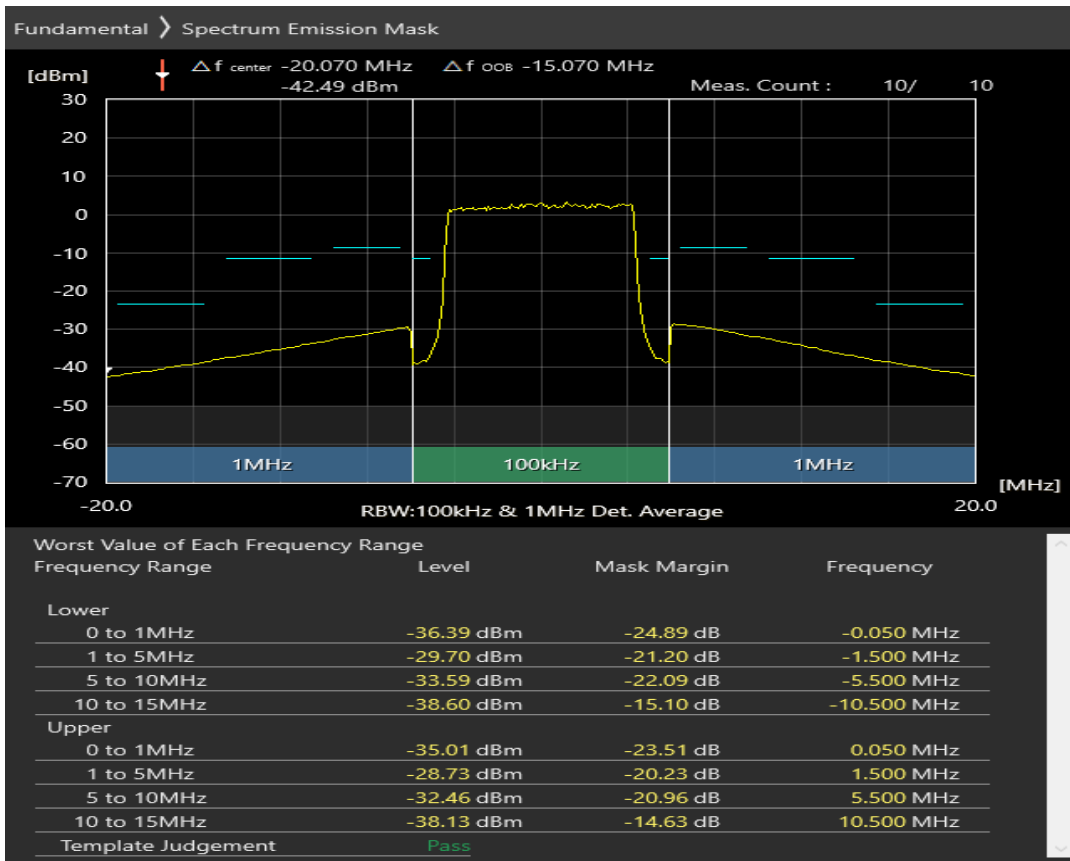 Fundamental ❯ Spectrum Emission Mask
△f center -20.070 MHz △f OOB -15.070 MHz
[dBm] -42.49 dBm Meas. Count : 10/ 10
30
20
10
0
-10
-20
-30
-40
-50
-60
1MHz 100kHz 1MHz
-70 [MHz]
-20.0 RBW:100kHz & 1MHz Det. Average 20.0
Worst Value of Each Frequency Range
Frequency Range Level Mask Margin Frequency
Lower
0 to 1MHz -36.39 dBm -24.89 dB -0.050 MHz
1 to 5MHz -29.70 dBm -21.20 dB -1.500 MHz
5 to 10MHz -33.59 dBm -22.09 dB -5.500 MHz
10 to 15MHz -38.60 dBm -15.10 dB -10.500 MHz
Upper
0 to 1MHz -35.01 dBm -23.51 dB 0.050 MHz
1 to 5MHz -28.73 dBm -20.23 dB 1.500 MHz
5 to 10MHz -32.46 dBm -20.96 dB 5.500 MHz
10 to 15MHz -38.13 dBm -14.63 dB 10.500 MHz
Template Judgement Pass